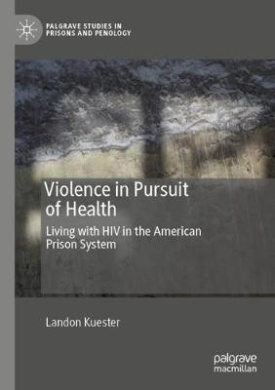 PALGRAVE STUDIES IN
PRISONS AND PENOLOGY
Violence in Pursuit
of Health
Living with HIV in the American
Prison System
Landon Kuester
palgrave
macmillan